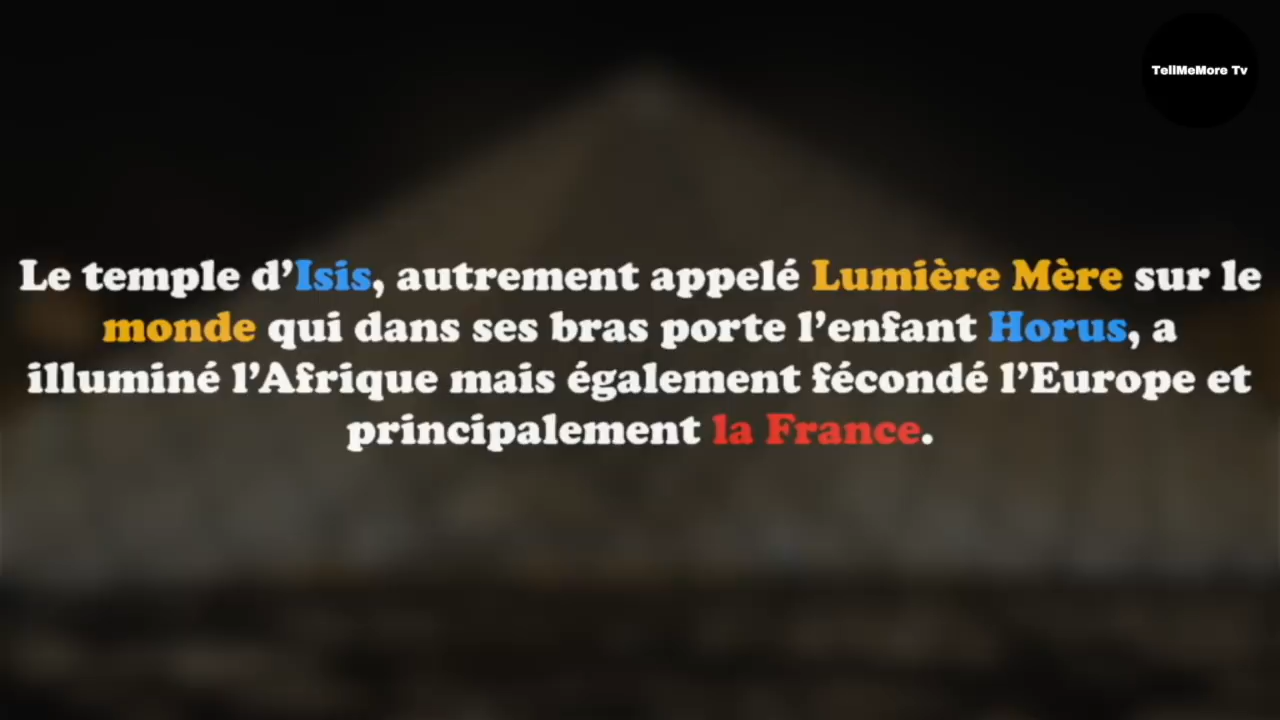 TellMeMore Tv
Le temple d’Isis, autrement appelé Lumière Mère sur le
monde qui dans ses bras porte l’enfant Horus, a
illuminé l’Afrique mais également fécondé l’Europe et
principalement la France.